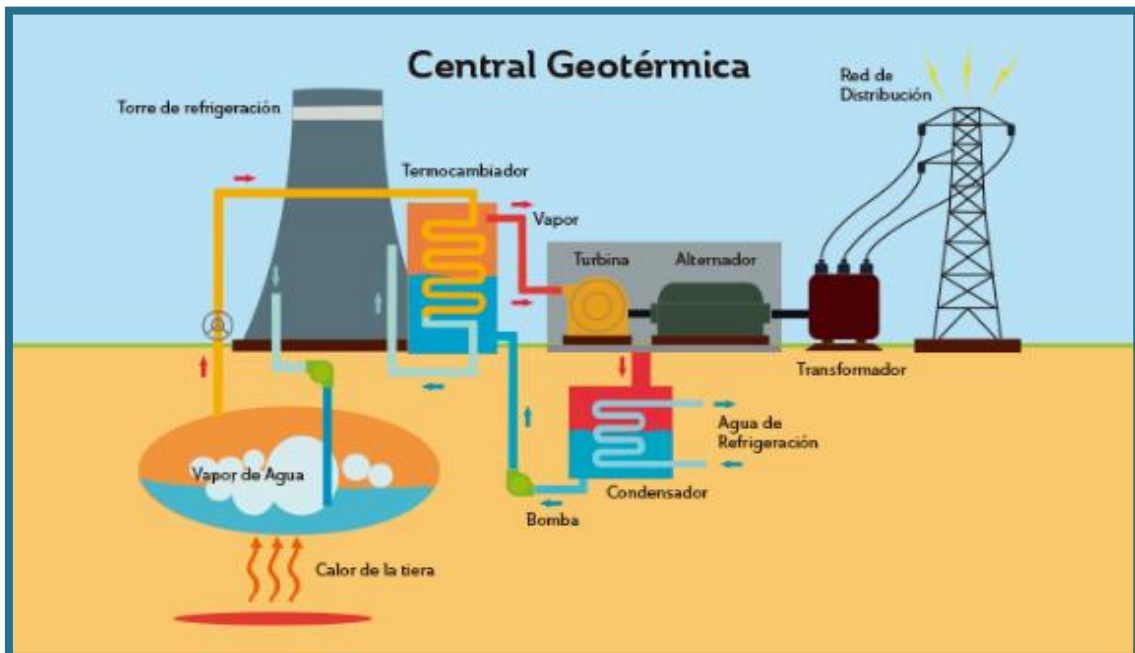 Central Geotérmica
Torre de refrigeración
Red de
Distribución
Termocambiador
Vapor
Turbina
Alternador
Transformador
Agua de
Refrigeración
Vapor de Agua
Condensador
Bomba
Calor de la tiera